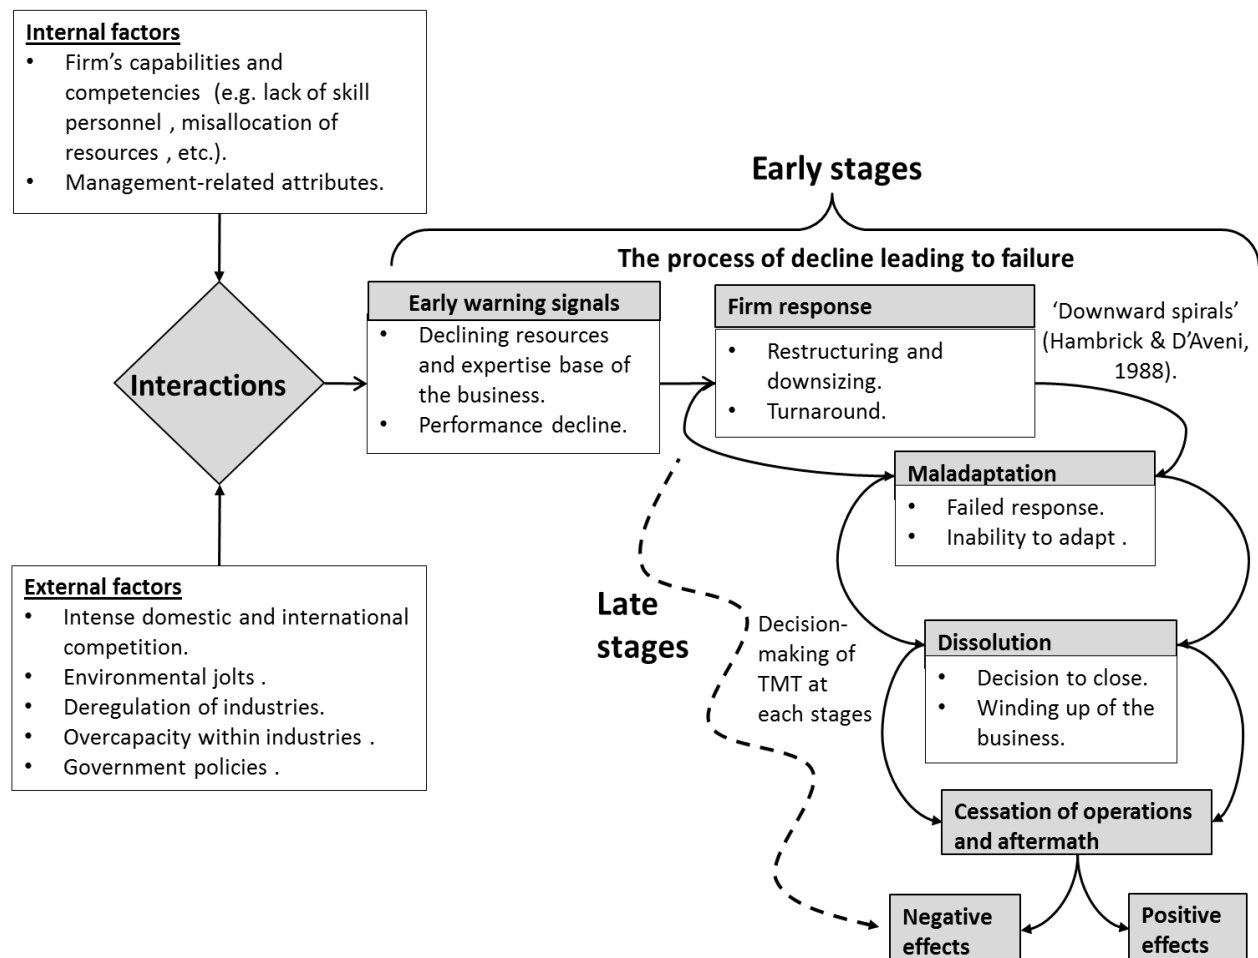 Internal factors
• Firm's capabilities and
competencies (e.g. lack of skill
personnel , misallocation of
resources , etc.).
• Management-related attributes.
Early stages
The process of decline leading to failure
Early warning signals
• Declining resources
and expertise base of
the business.
• Performance decline.
Firm response
• Restructuring and
downsizing.
• Turnaround.
‘Downward spirals’
(Hambrick & D’Aveni,
1988).
Interactions
Maladaptation
• Failed response.
• Inability to adapt .
External factors
• Intense domestic and international
competition.
• Environmental jolts .
• Deregulation of industries.
• Overcapacity within industries .
• Government policies .
Late
stages
Decision-
making of
TMT at
each stages
Dissolution
• Decision to close.
• Winding up of the
business.
Cessation of operations
and aftermath
Negative
effects
Positive
effects